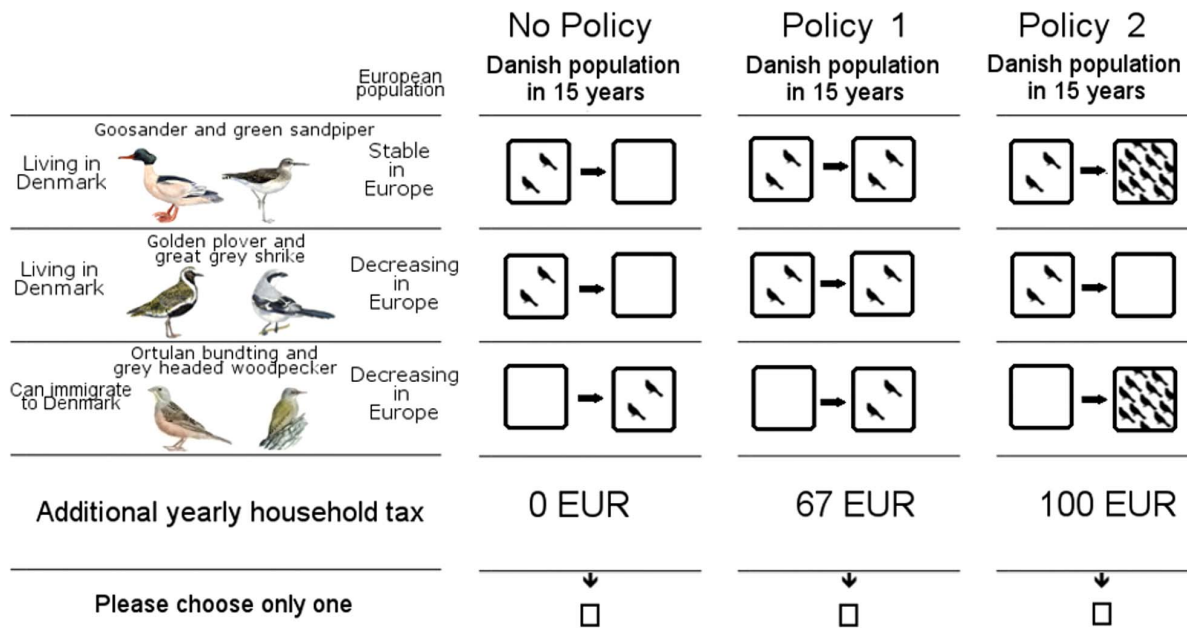 No Policy
Policy 1
Policy 2
European
population
Danish population
in 15 years
Danish population
in 15 years
Danish population
in 15 years
Goosander and green sandpiper
Living in
Denmark
Stable
in
Europe
Golden plover and
great grey shrike
Living in
Denmark
Decreasing
in
Europe
Ortulan bundting and
grey headed woodpecker
Can immigrate
to Denmark
Decreasing
in
Europe
Additional yearly household tax
0 EUR
67 EUR
100 EUR
Please choose only one